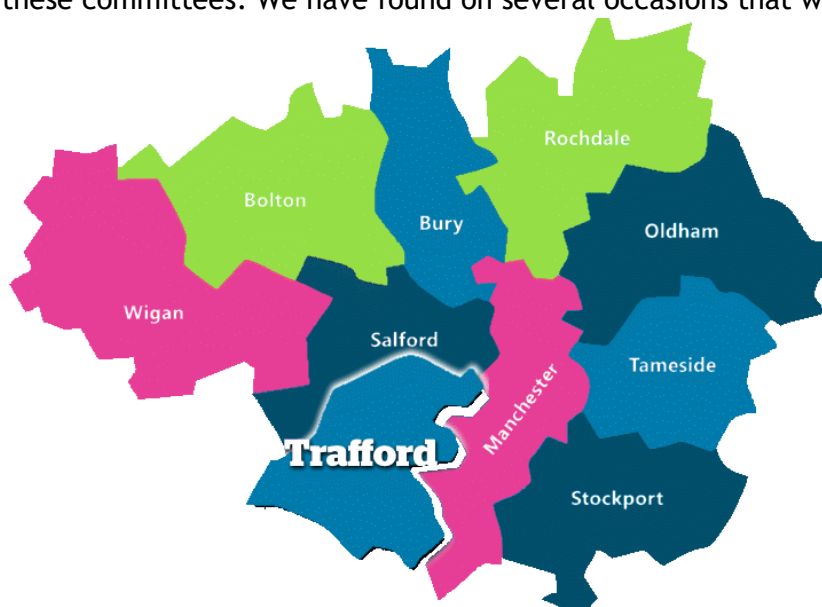 these committees. We have found on several occasions that w
Rochdale
Bolton
Bury
Oldham
Wigan
Salford
Tameside
Manchester
Trafford
Stockport